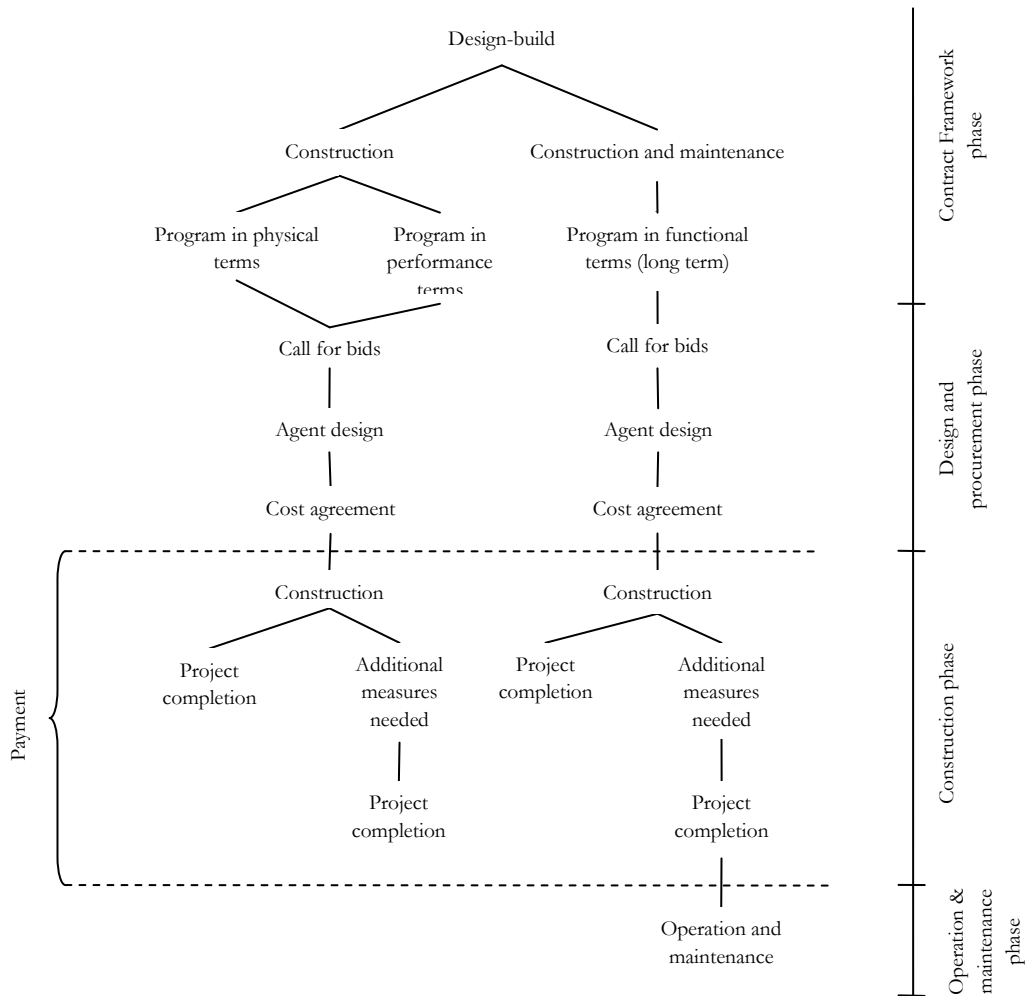 Design-build
Construction
Construction and maintenance
Program in physical
terms
Program in
performance
terms
Program in functional
terms (long term)
Call for bids
Call for bids
Agent design
Agent design
Cost agreement
Cost agreement
Construction
Construction
Project
completion
Additional
measures
needed
Project
completion
Additional
measures
needed
Project
completion
Project
completion
Operation and
maintenance
Payment
Contract Framework
phase
Design and
procurement phase
Construction phase
Operation &
maintenance
phase